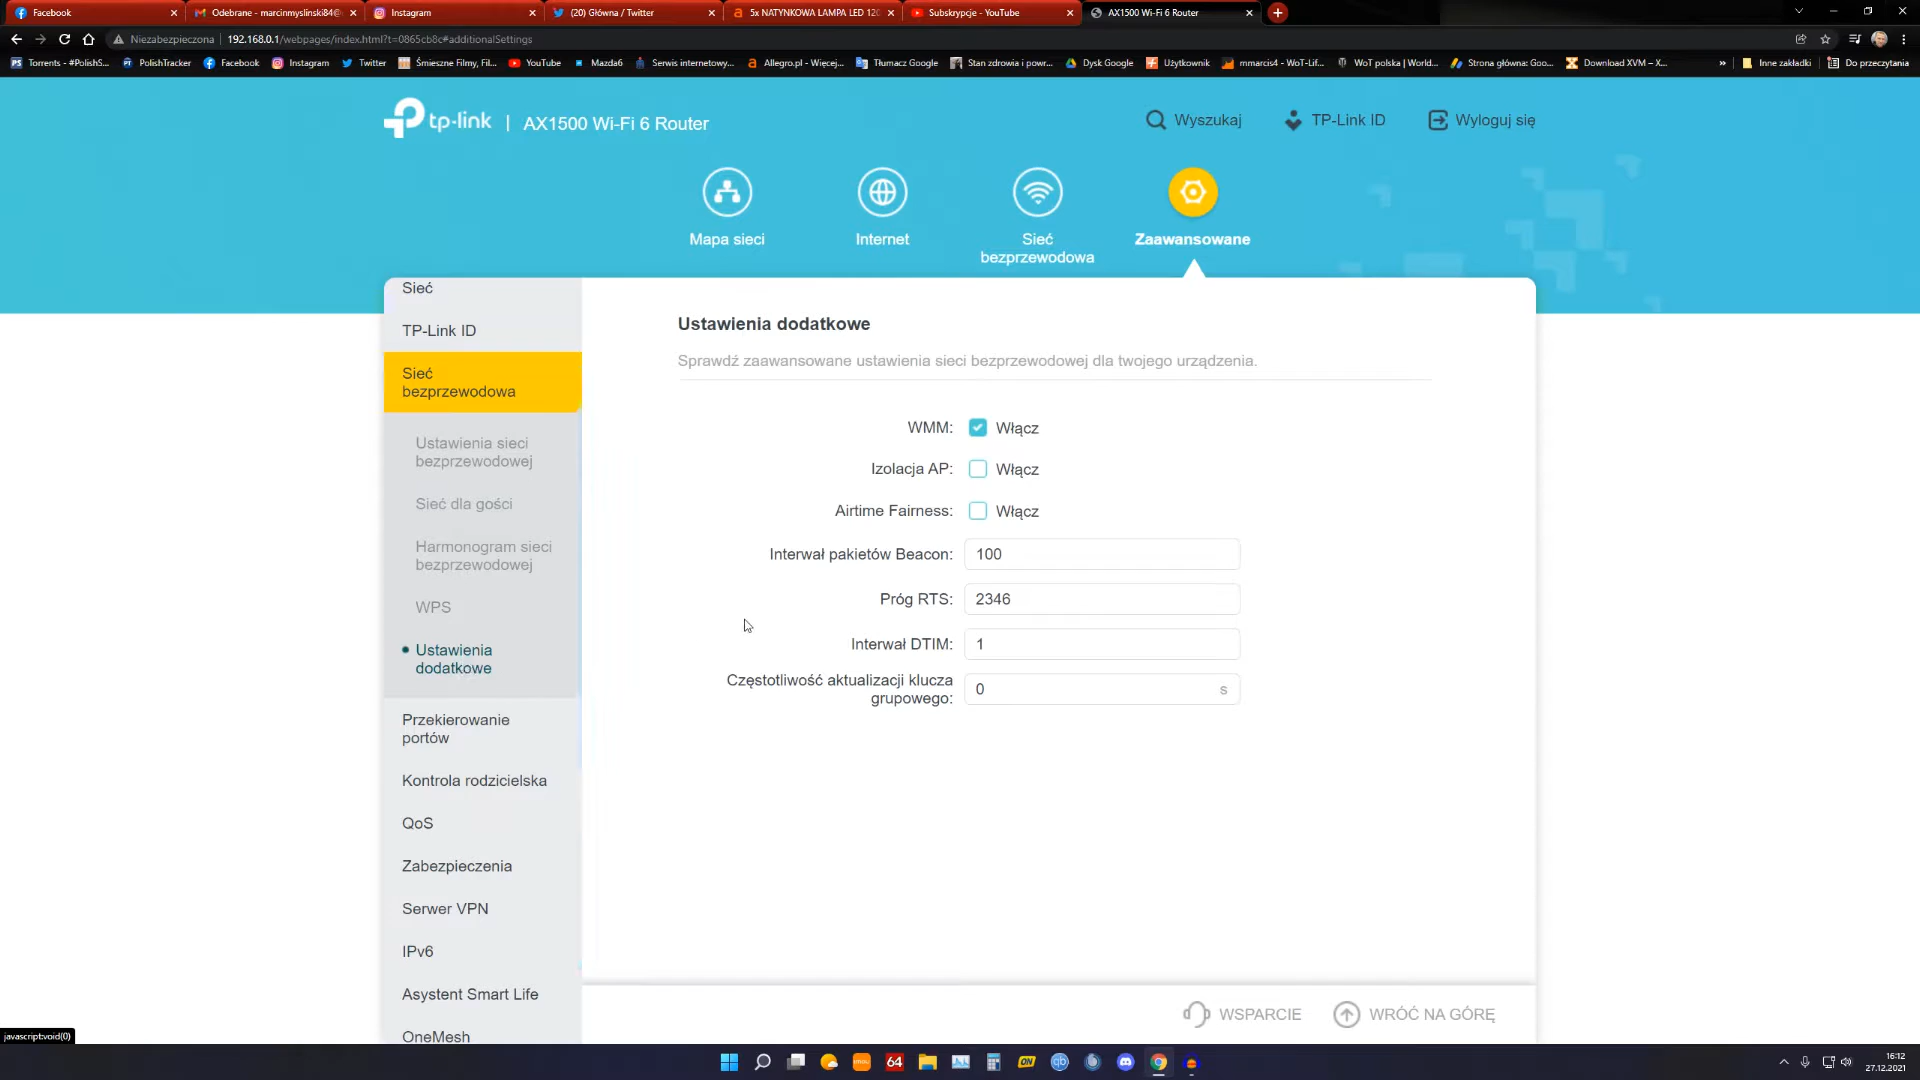 Facebook
Odebrane - marcinmyslinski84@
Instagram
(20) Główna / Twitter
5x NATYNKOWA LAMPA LED 120
Subskrypcje - YouTube
AX1500 Wi-Fi 6 Router
Niezabezpieczona
192.168.0.1/webpages/index.html?t=0865cb8c#additionalSettings
Torrents - #PolishS...
PolishTracker
Facebook
Instagram
Twitter
Śmieszne Filmy, Fil...
YouTube
Mazda6
Serwis internetowy...
Allegro.pl - Więcej...
Tłumacz Google
Stan zdrowia i powr...
Dysk Google
Użytkownik
mmarcis4 - WoT-Lif...
WoT polska | World...
Strona główna: Goo...
Download XVM – X...
»
Inne zakładki
Do przeczytania
tp-link | AX1500 Wi-Fi 6 Router
Wyszukaj
TP-Link ID
Wyloguj się
Mapa sieci
Internet
Sieć
bezprzewodowa
Zaawansowane
Sieć
TP-Link ID
Sieć
bezprzewodowa
Ustawienia sieci
bezprzewodowej
Sieć dla gości
Harmonogram sieci
bezprzewodowej
WPS
Ustawienia
dodatkowe
Przekierowanie
portów
Kontrola rodzicielska
QoS
Zabezpieczenia
Serwer VPN
IPv6
Asystent Smart Life
OneMesh
Ustawienia dodatkowe
Sprawdź zaawansowane ustawienia sieci bezprzewodowej dla twojego urządzenia.
WMM: Włącz
Izolacja AP: Włącz
Airtime Fairness: Włącz
Interwał pakietów Beacon: 100
Próg RTS: 2346
Interwał DTIM: 1
Częstotliwość aktualizacji klucza
grupowego: 0 s
WSPARCIE
WRÓĆ NA GÓRĘ
javascript:void(0)
64
ON
qb
16:12
27.12.2021